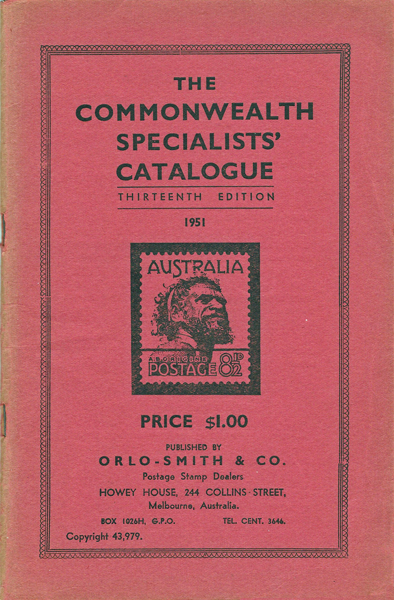 THE
COMMONWEALTH
SPECIALISTS'
CATALOGUE
THIRTEENTH EDITION
1951
AUSTRALIA
ABORIGINE
POSTAGE 8½D
PRICE $1.00
PUBLISHED BY
ORLO-SMITH & CO.
Postage Stamp Dealers
HOWEY HOUSE, 244 COLLINS STREET,
Melbourne, Australia.
BOX 1026H, G.P.O. TEL. CENT. 3646.
Copyright 43,979.